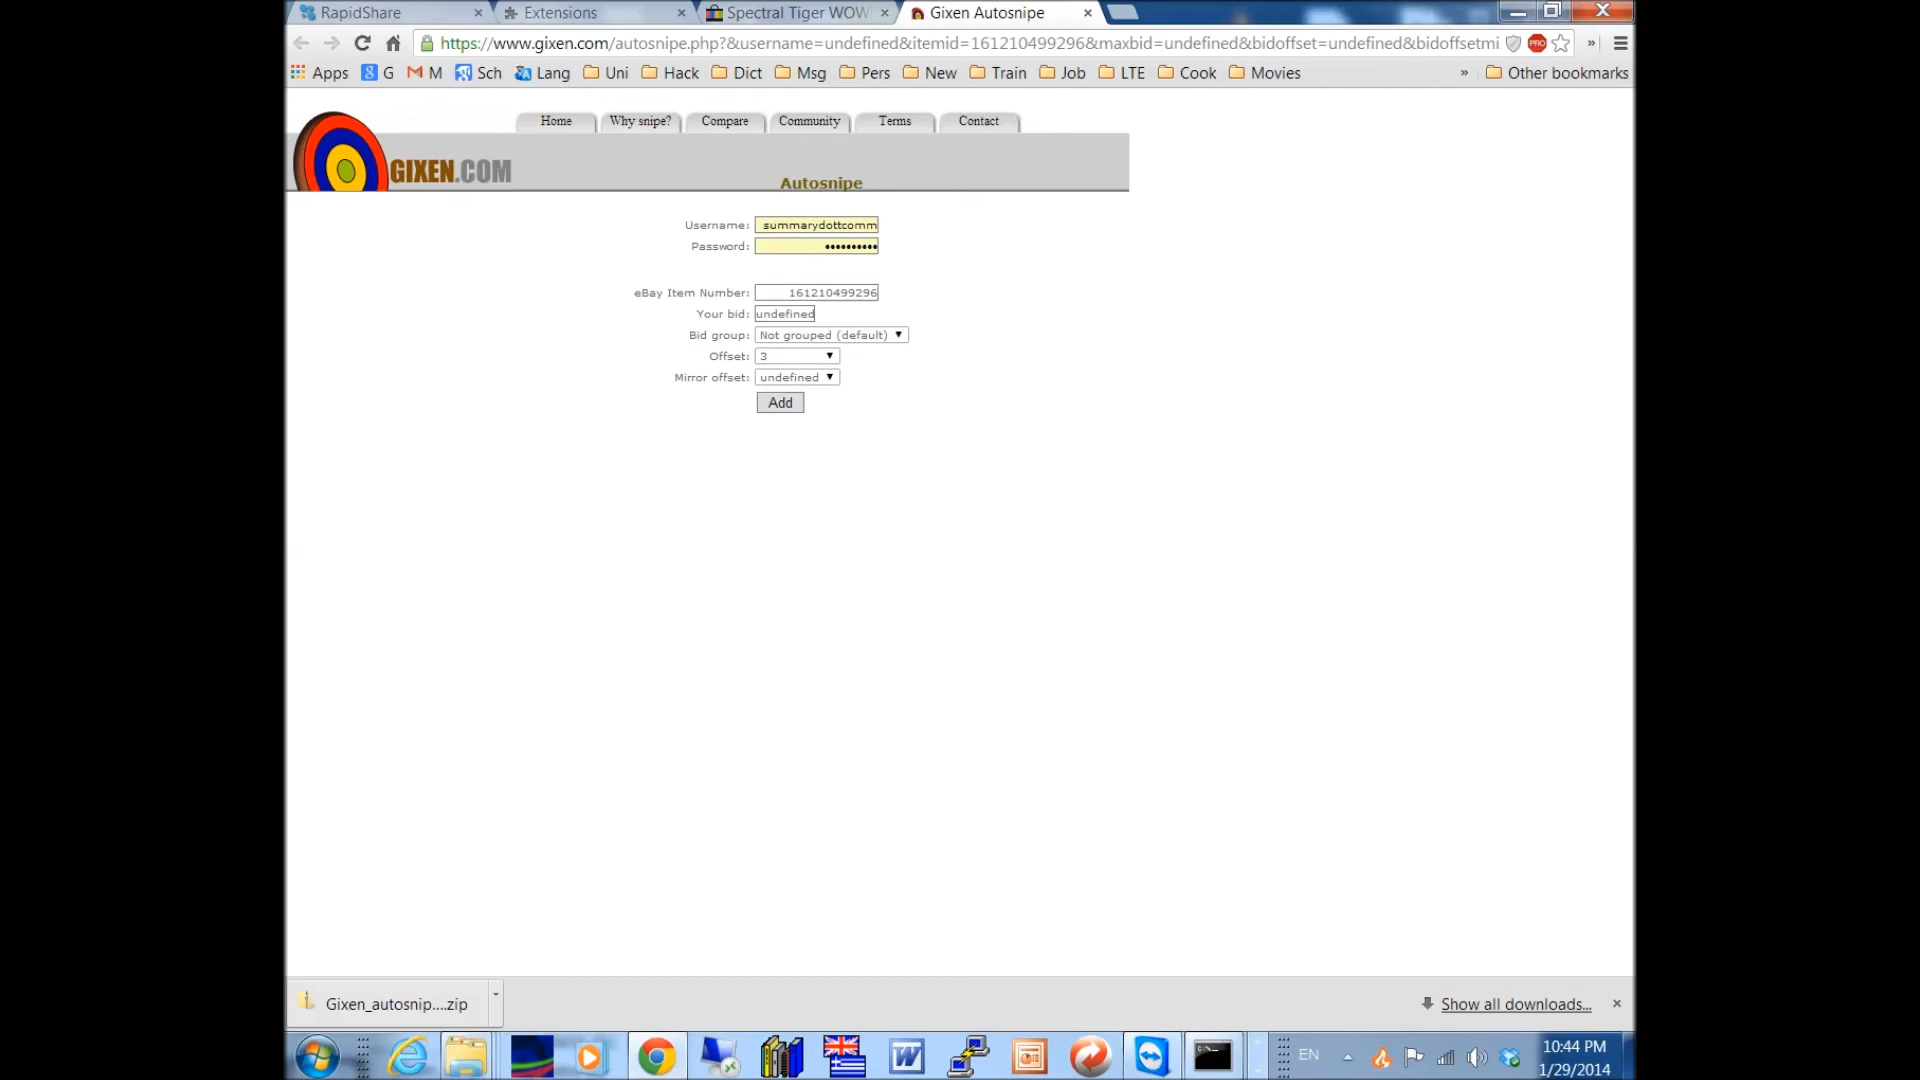 RapidShare × Extensions × Spectral Tiger WOW × Gixen Autosnipe ×
https://www.gixen.com/autosnipe.php?&username=undefined&itemid=161210499296&maxbid=undefined&bidoffset=undefined&bidoffsetmi PRO »
Apps G M Sch Lang Uni Hack Dict Msg Pers New Train Job LTE Cook Movies » Other bookmarks
Home Why snipe? Compare Community Terms Contact
GIXEN.COM
Autosnipe
Username: summarydottcomm
Password: ••••••••••
eBay Item Number: 161210499296
Your bid: undefined
Bid group: Not grouped (default)
Offset: 3
Mirror offset: undefined
Add
Gixen_autosnip....zip Show all downloads... ×
EN 10:44 PM
1/29/2014